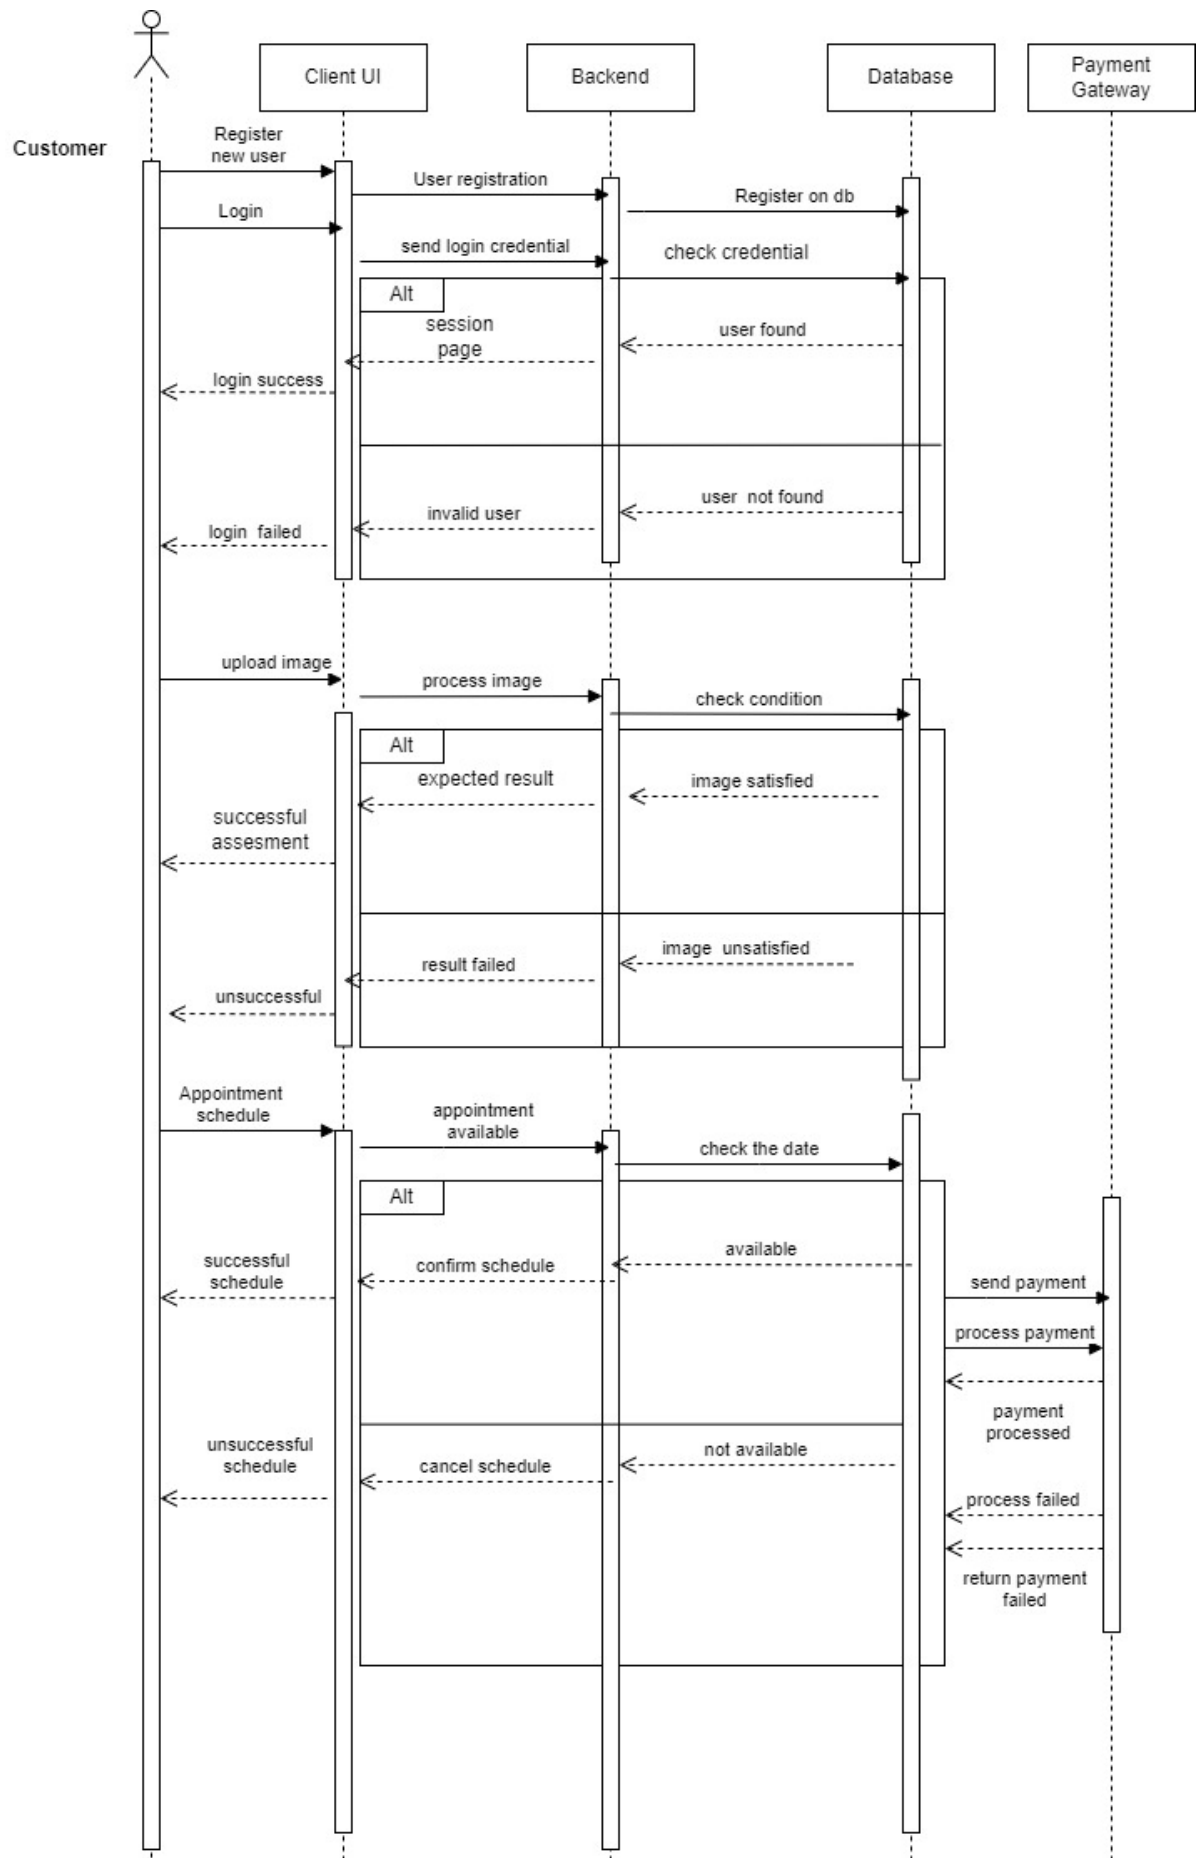 Client UI
Backend
Database
Payment
Gateway
Customer
Register
new user
User registration
Register on db
Login
send login credential
check credential
Alt
session
page
user found
login success
user  not found
invalid user
login  failed
upload image
process image
check condition
Alt
expected result
image satisfied
successful
assesment
image  unsatisfied
result failed
unsuccessful
Appointment
schedule
appointment
available
check the date
Alt
available
confirm schedule
successful
schedule
send payment
process payment
payment
processed
not available
cancel schedule
unsuccessful
schedule
process failed
return payment
failed